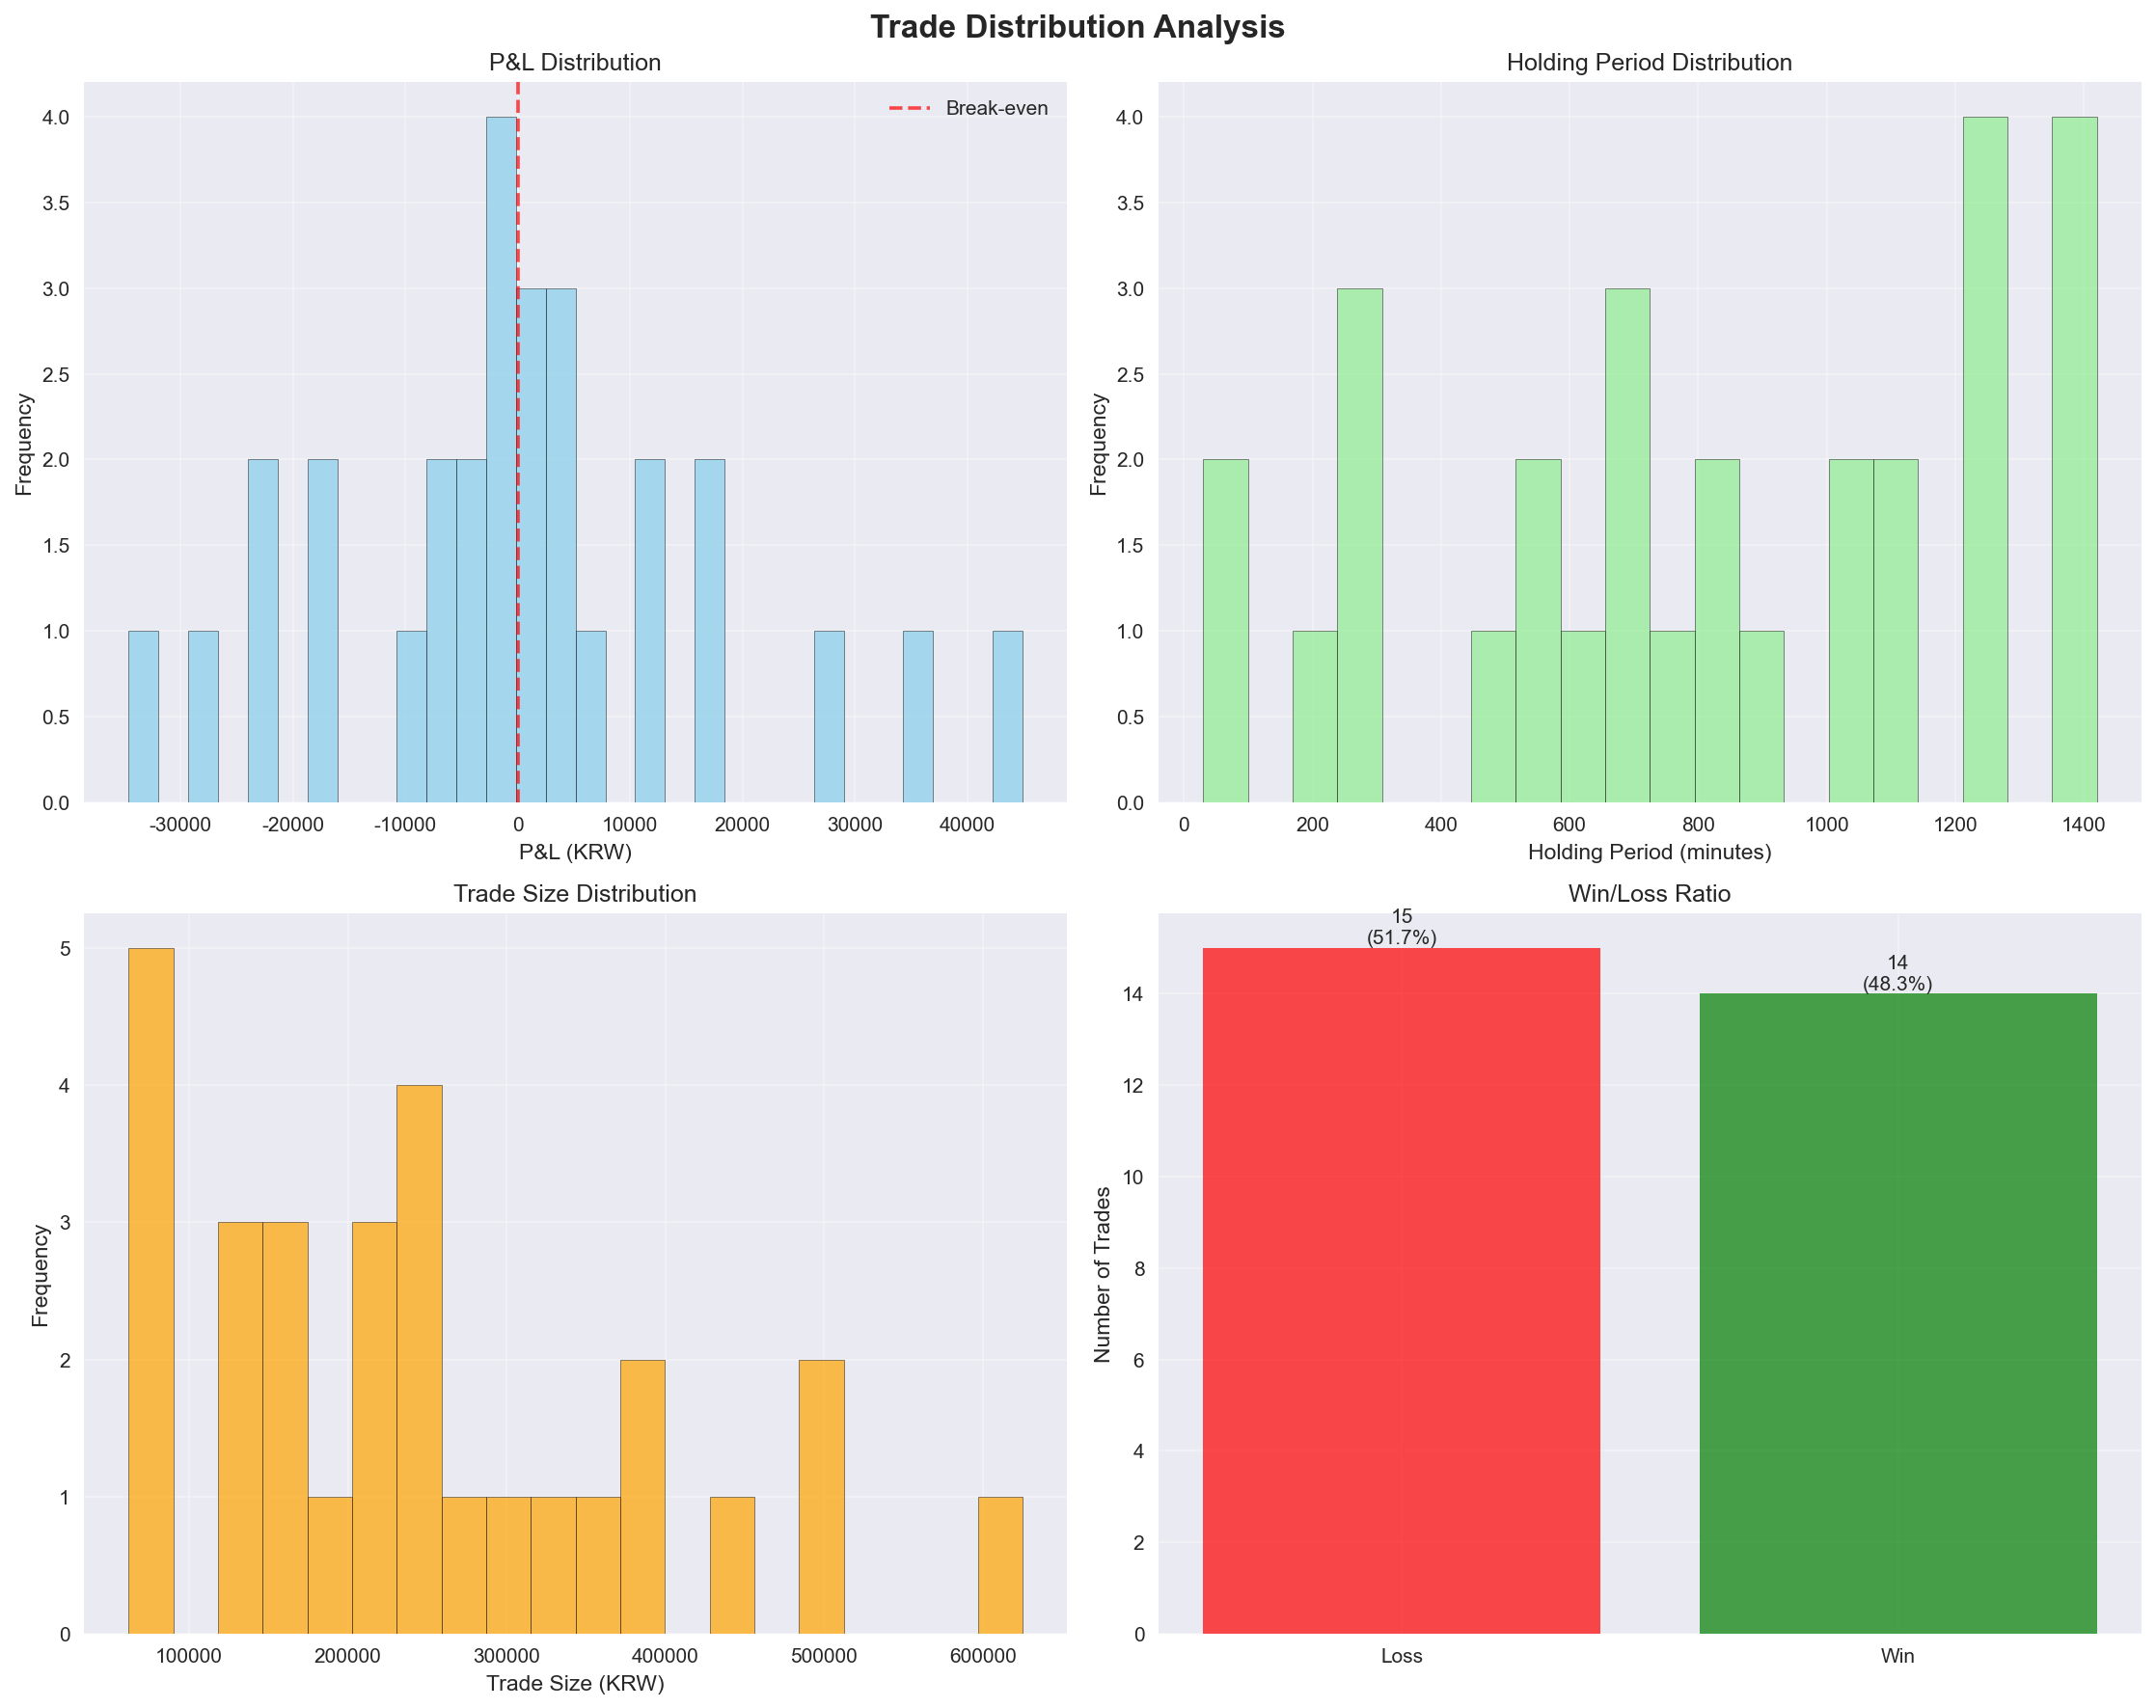 Trade Distribution Analysis
P&L Distribution
Break-even
4.0
3.5
3.0
2.5
2.0
1.5
1.0
0.5
0.0
Frequency
-30000 -20000 -10000 0 10000 20000 30000 40000
P&L (KRW)
Holding Period Distribution
4.0
3.5
3.0
2.5
2.0
1.5
1.0
0.5
0.0
Frequency
0 200 400 600 800 1000 1200 1400
Holding Period (minutes)
Trade Size Distribution
5
4
3
2
1
0
Frequency
100000 200000 300000 400000 500000 600000
Trade Size (KRW)
Win/Loss Ratio
15
(51.7%)
14
(48.3%)
14
12
10
8
6
4
2
0
Number of Trades
Loss Win